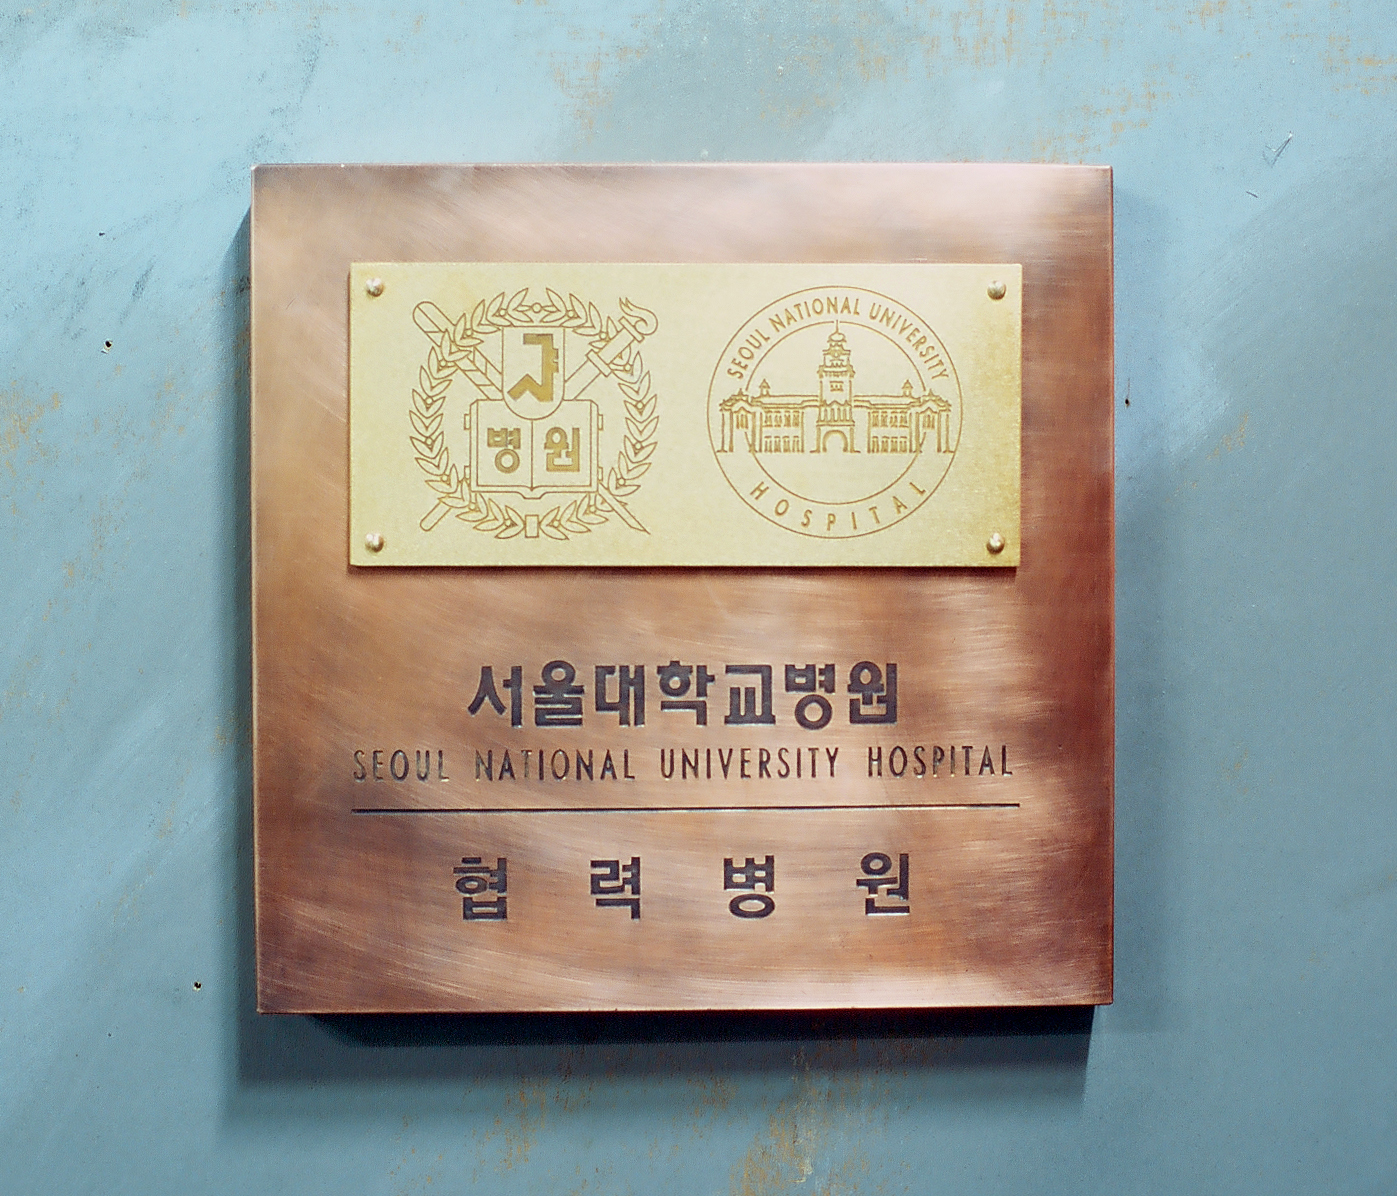 병원
SEOUL NATIONAL UNIVERSITY
HOSPITAL
서울대학교병원
SEOUL NATIONAL UNIVERSITY HOSPITAL
협력병원